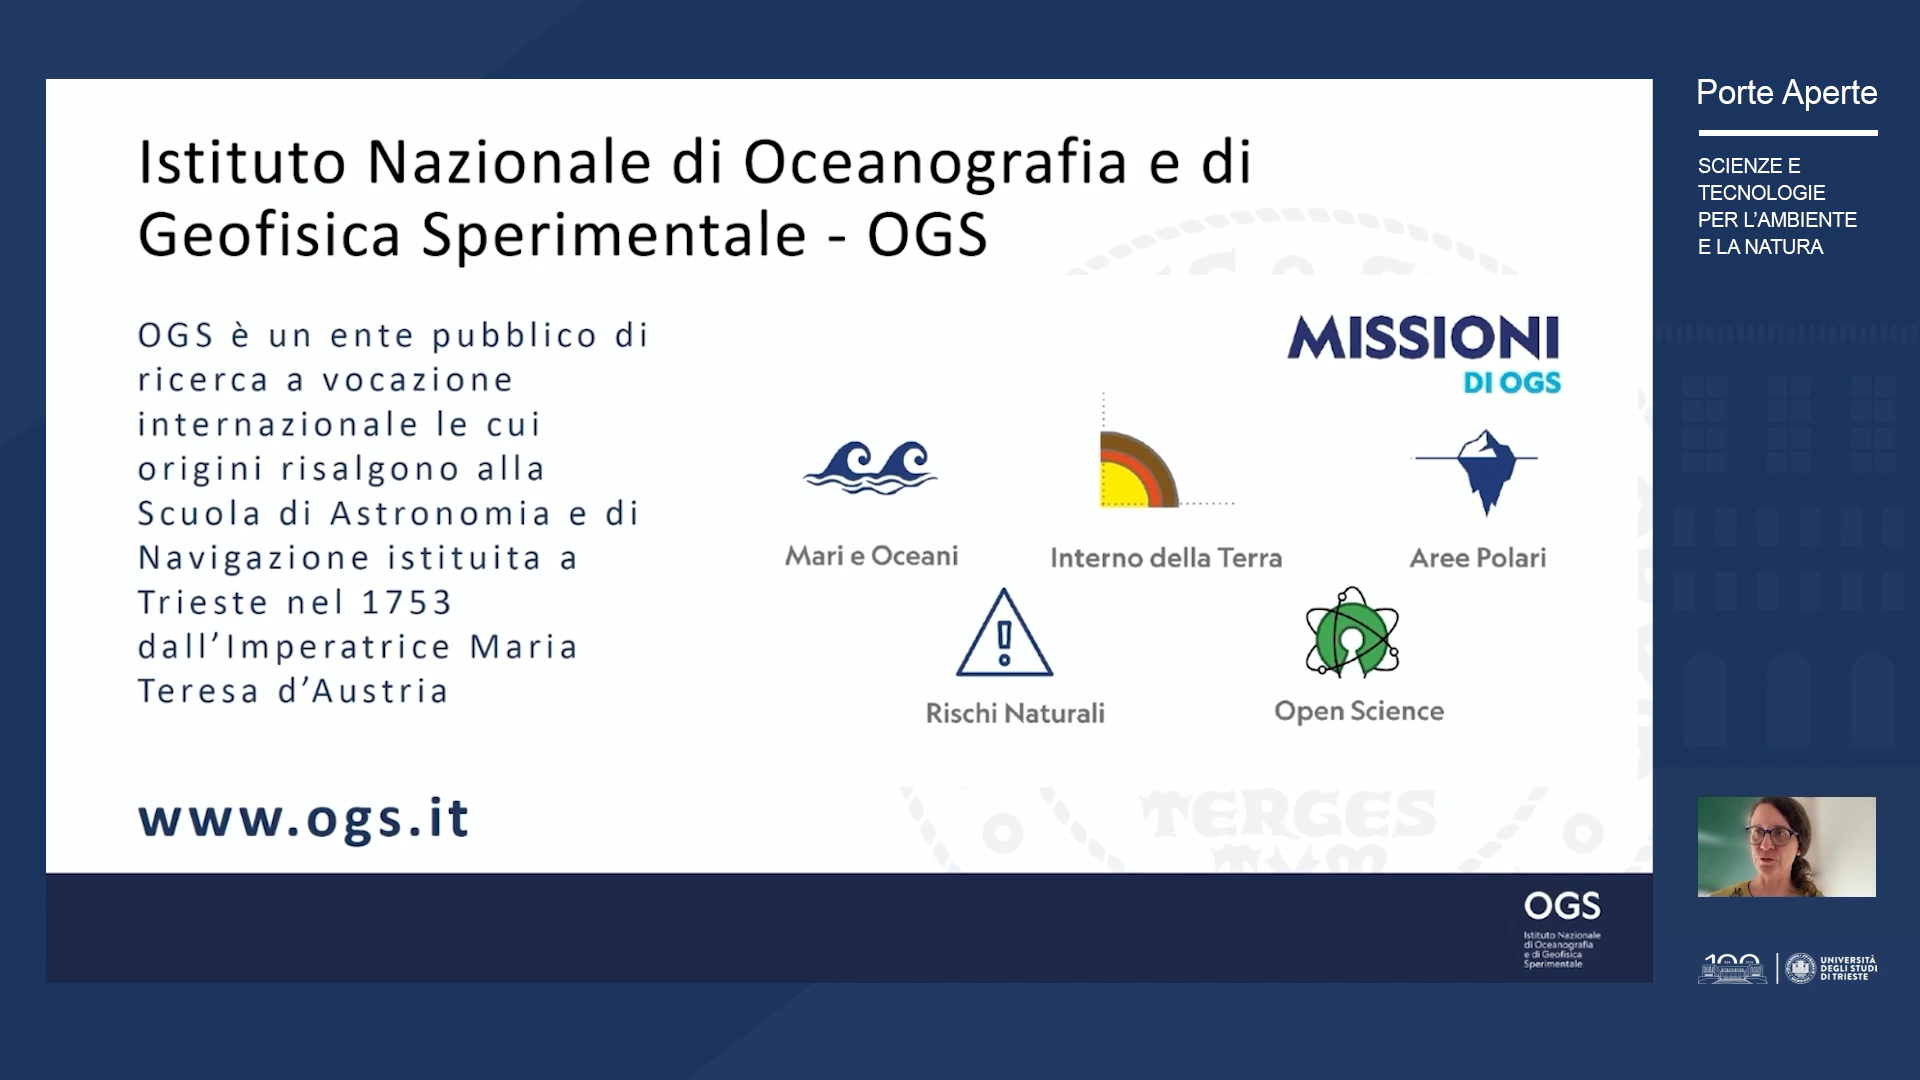 Istituto Nazionale di Oceanografia e di
Geofisica Sperimentale - OGS
OGS è un ente pubblico di
ricerca a vocazione
internazionale le cui
origini risalgono alla
Scuola di Astronomia e di
Navigazione istituita a
Trieste nel 1753
dall’Imperatrice Maria
Teresa d’Austria
www.ogs.it
MISSIONI
DI OGS
Mari e Oceani
Interno della Terra
Aree Polari
Rischi Naturali
Open Science
TERGES
TVM
OGS
Istituto Nazionale
di Oceanografia
e di Geofisica
Sperimentale
Porte Aperte
SCIENZE E
TECNOLOGIE
PER L’AMBIENTE
E LA NATURA
100
UNIVERSITÀ
DEGLI STUDI
DI TRIESTE